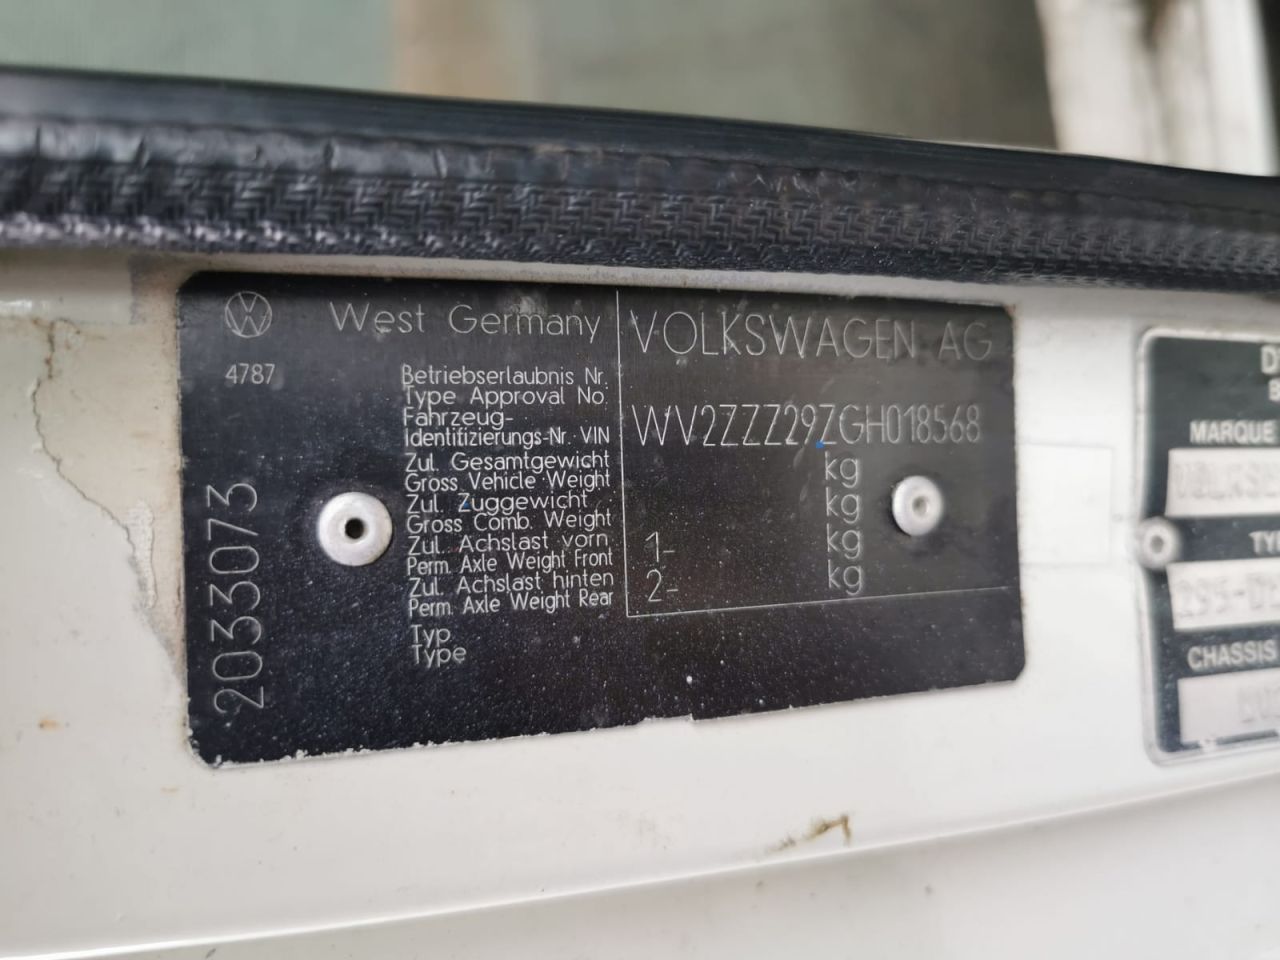 West Germany
VOLKSWAGEN AG
4787
Betriebserlaubnis Nr.
Type Approval No.
Fahrzeug-
Identifizierungs-Nr. VIN
WV2ZZZ29ZGH018568
Zul. Gesamtgewicht
Gross Vehicle Weight
kg
Zul. Zuggewicht
Gross Comb. Weight
kg
Zul. Achslast vorn
Perm. Axle Weight Front
1-
kg
Zul. Achslast hinten
Perm. Axle Weight Rear
2-
kg
Typ
Type
2033073
MARQUE
CHASSIS